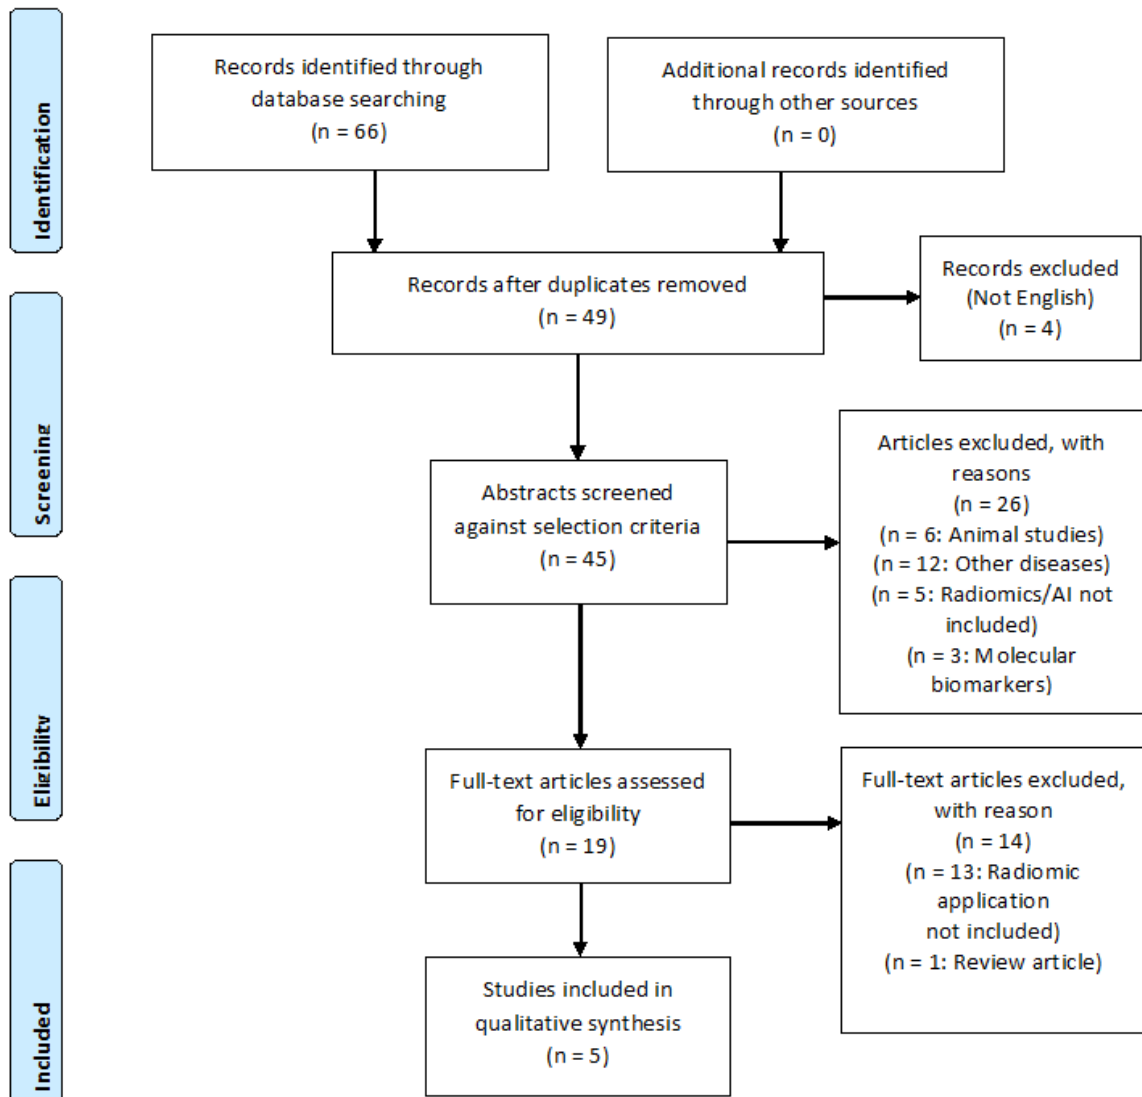 Identification
Records identified through
database searching
(n = 66)
Additional records identified
through other sources
(n = 0)
Records after duplicates removed
(n = 49)
Records excluded
(Not English)
(n = 4)
Screening
Abstracts screened
against selection criteria
(n = 45)
Articles excluded, with
reasons
(n = 26)
(n = 6: Animal studies)
(n = 12: Other diseases)
(n = 5: Radiomics/AI not
included)
(n = 3: Molecular
biomarkers)
Eligibility
Full-text articles assessed
for eligibility
(n = 19)
Full-text articles excluded,
with reason
(n = 14)
(n = 13: Radiomic
application
not included)
(n = 1: Review article)
Included
Studies included in
qualitative synthesis
(n = 5)